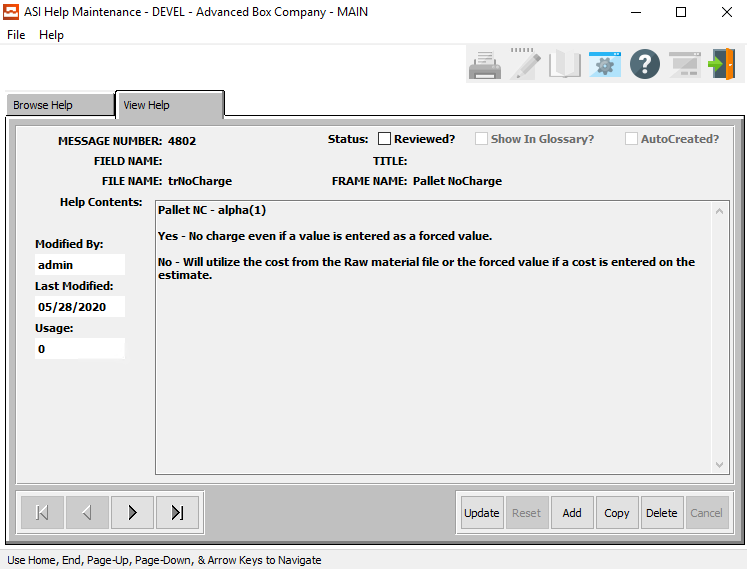 ASI Help Maintenance - DEVEL - Advanced Box Company - MAIN
File Help
Browse Help View Help
MESSAGE NUMBER: 4802 Status: Reviewed? Show In Glossary? AutoCreated?
FIELD NAME: TITLE:
FILE NAME: trNoCharge FRAME NAME: Pallet NoCharge
Help Contents:
Pallet NC - alpha(1)
Yes - No charge even if a value is entered as a forced value.
No - Will utilize the cost from the Raw material file or the forced value if a cost is entered on the
estimate.
Modified By:
admin
Last Modified:
05/28/2020
Usage:
0
Update Reset Add Copy Delete Cancel
Use Home, End, Page-Up, Page-Down, & Arrow Keys to Navigate